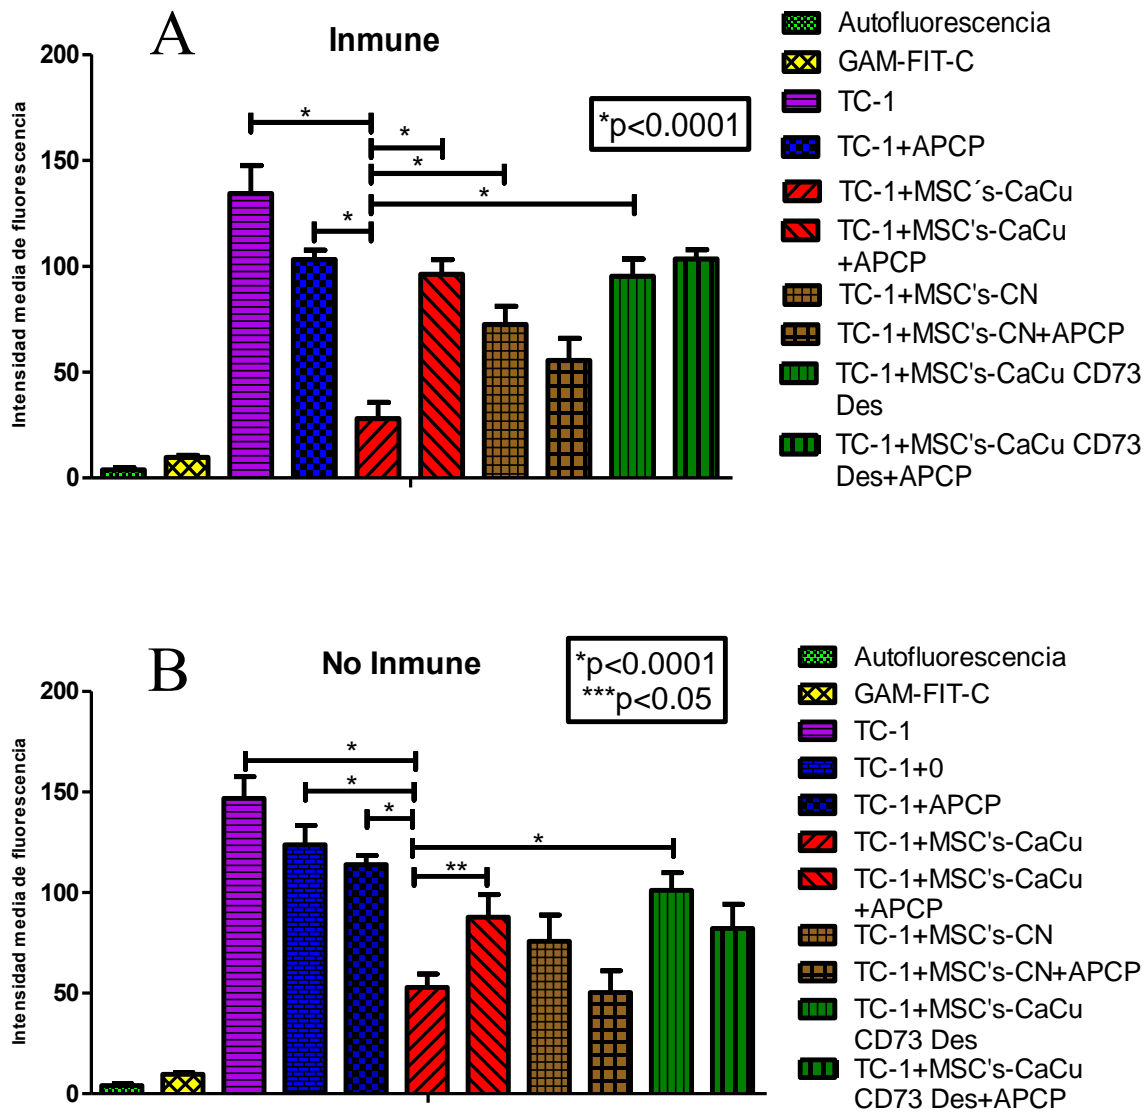 A
Inmune
Intensidad media de fluorescencia
200
150
100
50
0
*
*
*
*
*
*p<0.0001
Autofluorescencia
GAM-FIT-C
TC-1
TC-1+APCP
TC-1+MSC´s-CaCu
TC-1+MSC's-CaCu
+APCP
TC-1+MSC's-CN
TC-1+MSC's-CN+APCP
TC-1+MSC's-CaCu CD73
Des
TC-1+MSC's-CaCu CD73
Des+APCP
B
No Inmune
Intensidad media de fluorescencia
200
150
100
50
0
*
*
*
*
**
*p<0.0001
***p<0.05
Autofluorescencia
GAM-FIT-C
TC-1
TC-1+0
TC-1+APCP
TC-1+MSC's-CaCu
TC-1+MSC's-CaCu
+APCP
TC-1+MSC's-CN
TC-1+MSC's-CN+APCP
TC-1+MSC's-CaCu
CD73 Des
TC-1+MSC's-CaCu
CD73 Des+APCP